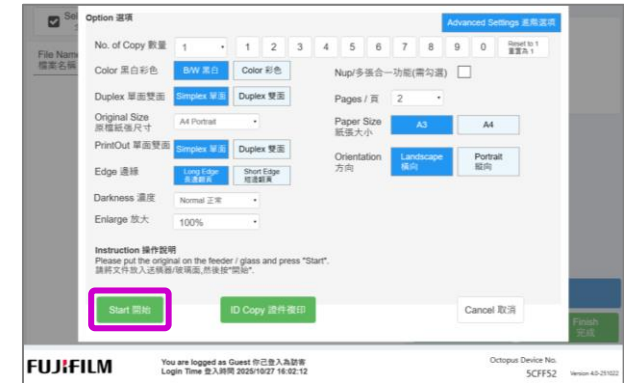 Option 選項
Advanced Settings 進階選項
No. of Copy 數量
1
1 2 3 4 5 6 7 8 9 0
Reset to 1
重置為 1
File Name
檔案名稱
Color 黑白彩色
B/W 黑白
Color 彩色
Nup/多張合一功能(需勾選)
Duplex 單面雙面
Simplex 單面
Duplex 雙面
Pages / 頁
2
Original Size
原檔紙張尺寸
A4 Portrait
Paper Size
紙張大小
A3
A4
PrintOut 單面雙面
Simplex 單面
Duplex 雙面
Orientation
方向
Landscape
橫向
Portrait
縱向
Edge 邊緣
Long Edge
長邊翻頁
Short Edge
短邊翻頁
Darkness 濃度
Normal 正常
Enlarge 放大
100%
Instruction 操作說明
Please put the original on the feeder / glass and press "Start".
請將文件放入送稿器/玻璃面,然後按"開始".
Start 開始
ID Copy 證件複印
Cancel 取消
Finish
完成
FUJIFILM
You are logged as Guest 你已登入為訪客
Login Time 登入時間 2025/10/27 16:02:12
Octopus Device No.
5CFF52
Version 4.0-251022